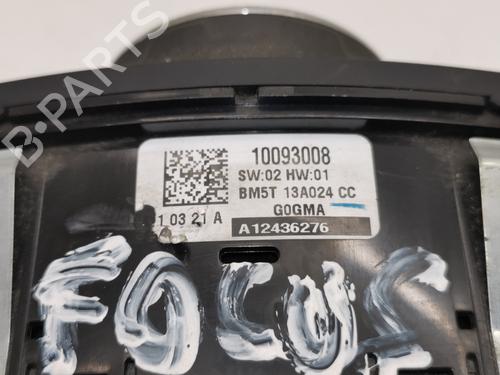 B-PARTS
10093008
SW:02 HW:01
BM5T 13A024 CC
1 03 21 A
G0GMA
A12436276
FOCUS